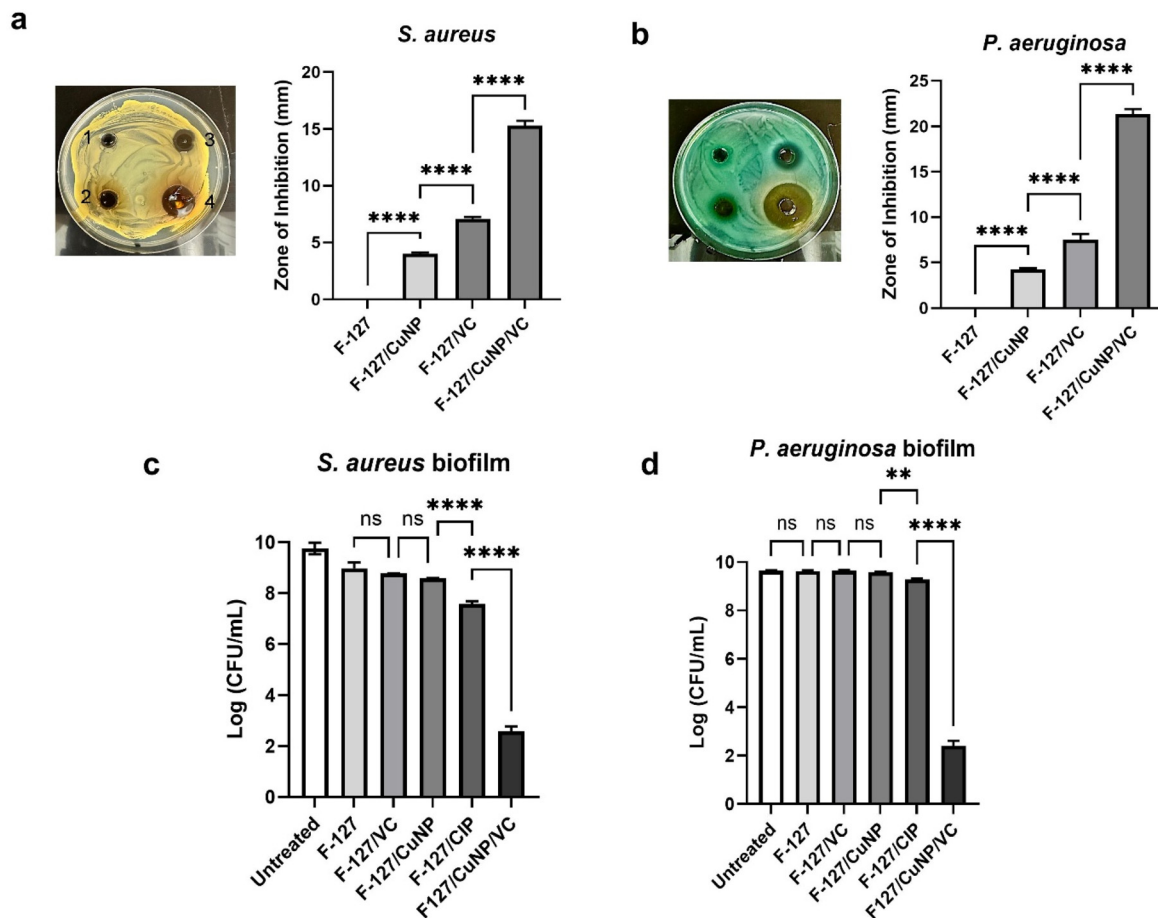 a
S. aureus
Zone of Inhibition (mm)
20
15
10
5
0
****
****
****
F-127
F-127/CuNP
F-127/VC
F-127/CuNP/VC
1
3
2
4
b
P. aeruginosa
Zone of Inhibition (mm)
25
20
15
10
5
0
****
****
****
F-127
F-127/CuNP
F-127/VC
F-127/CuNP/VC
c
S. aureus biofilm
Log (CFU/mL)
10
8
6
4
2
0
ns
ns
****
****
Untreated
F-127
F-127/VC
F-127/CuNP
F-127/CIP
F127/CuNP/VC
d
P. aeruginosa biofilm
Log (CFU/mL)
10
8
6
4
2
0
ns
ns
ns
**
****
Untreated
F-127
F-127/VC
F-127/CuNP
F-127/CIP
F127/CuNP/VC